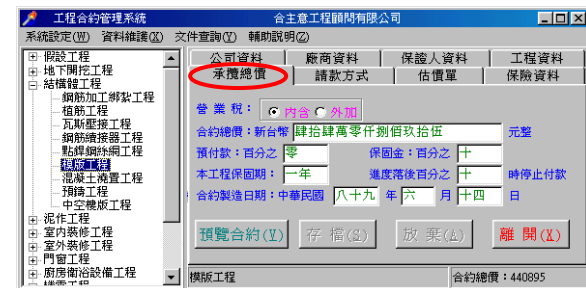 工程合約管理系統 合主意工程顧問有限公司
系統設定(W) 資料維護(X) 文件查詢(Y) 輔助說明(Z)
假設工程
地下開挖工程
結構體工程
鋼筋加工綁紮工程
植筋工程
瓦斯壓接工程
鋼筋續接器工程
點銲鋼絲網工程
模版工程
混凝土澆置工程
預鑄工程
中空樓版工程
泥作工程
室內裝修工程
室外裝修工程
門窗工程
廚房衛浴設備工程
公司資料 廠商資料 保證人資料 工程資料
承攬總價 請款方式 估價單 保險資料
營業稅： 內含 外加
合約總價：新台幣 肆拾肆萬零仟捌佰玖拾伍 元整
預付款：百分之 零 保固金：百分之 十
本工程保固期： 一年 進度落後百分之 十 時停止付款
合約製造日期：中華民國 八十九 年 六 月 十四 日
預覽合約(Y) 存檔(S) 放棄(A) 離開(X)
模版工程 合約總價：440895